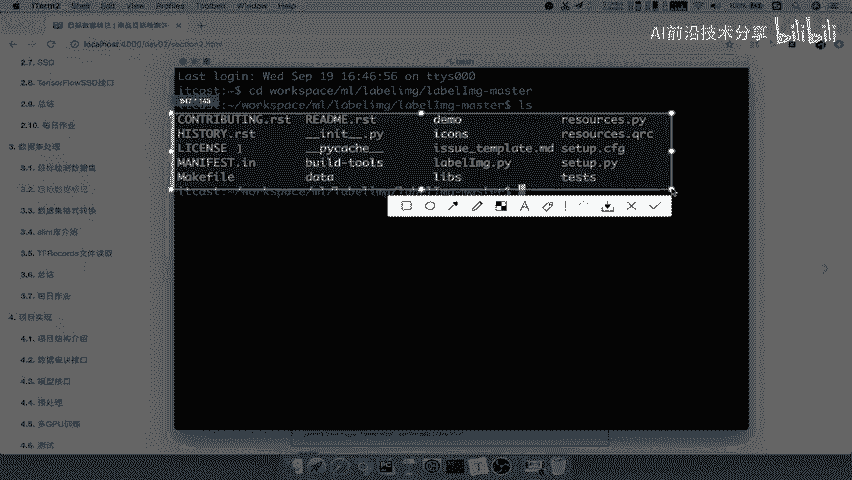 iTerm2 Shell Edit View Profiles Toolbelt Window Help
AI前沿技术分享 bilibili
localhost:4000/dev02/section2.html
2.7. SSD
2.8. TensorFlowSSD接口
2.9. 总结
2.10. 每日作业
3. 数据集处理
3.1. 目标检测数据集
3.2. 目标数据标记
3.3. 数据集格式转换
3.4. slim库介绍
3.5. TFRecords文件读取
3.6. 总结
3.7. 每日作业
4. 项目实现
4.1. 项目结构介绍
4.2. 数据模块接口
4.3. 模型接口
4.4. 预处理
4.5. 多GPU训练
4.6. 测试
Last login: Wed Sep 19 16:46:56 on ttys000
itcast:~$ cd workspace/ml/labelimg/labelImg-master
itcast:~/workspace/ml/labelimg/labelImg-master$ ls
CONTRIBUTING.rst README.rst demo resources.py
HISTORY.rst __init__.py icons resources.qrc
LICENSE __pycache__ issue_template.md setup.cfg
MANIFEST.in build-tools labelImg.py setup.py
Makefile data libs tests
itcast:~/workspace/ml/labelimg/labelImg-master$